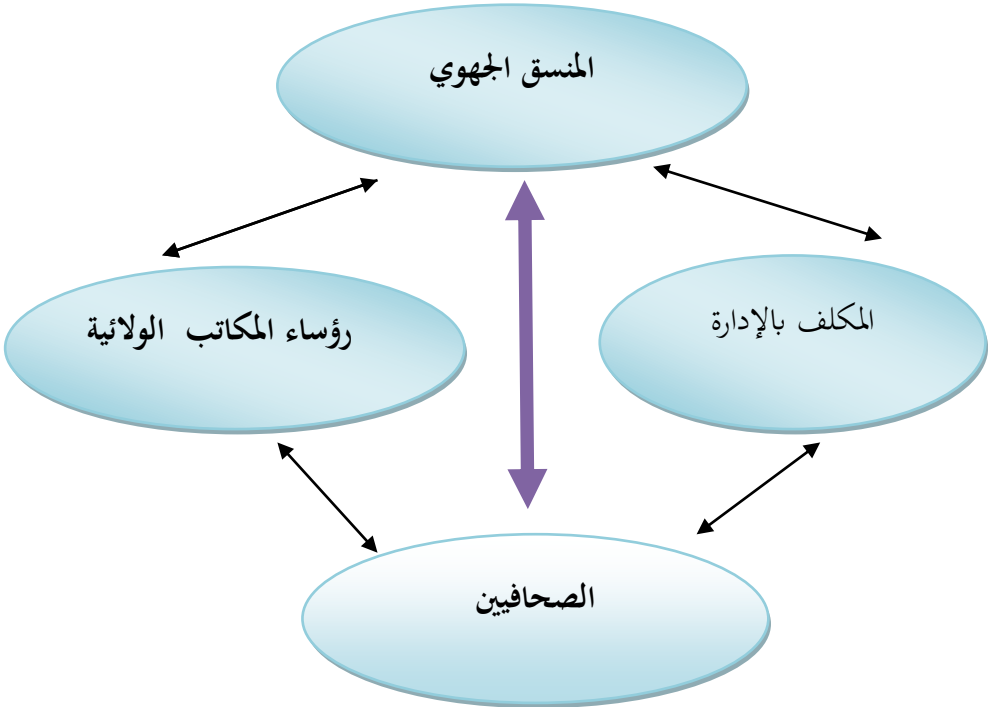 المنسق الجهوي
المكلف بالإدارة
رؤساء المكاتب الولائية
الصحافيين